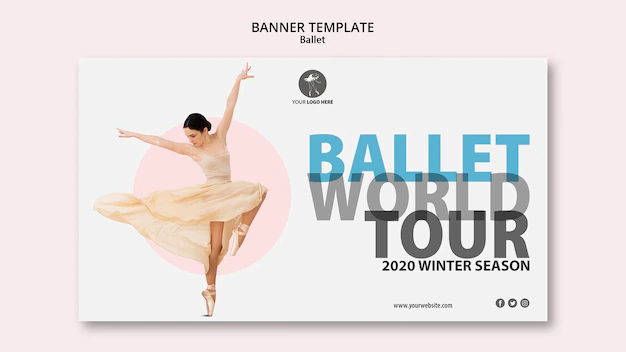 BANNER TEMPLATE
Ballet
YOUR LOGO HERE
BALLET
WORLD
TOUR
2020 WINTER SEASON
www.yourwebsite.com